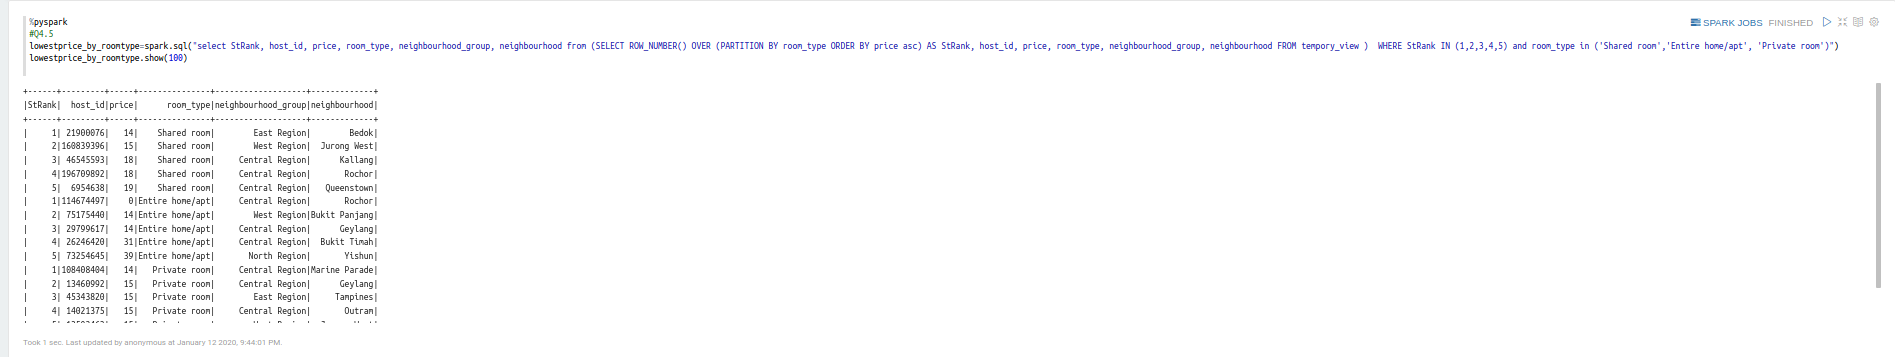 %pyspark
SPARK JOBS FINISHED
#Q4.5
lowestprice_by_roomtype=spark.sql("select StRank, host_id, price, room_type, neighbourhood_group, neighbourhood from (SELECT ROW_NUMBER() OVER (PARTITION BY room_type ORDER BY price asc) AS StRank, host_id, price, room_type, neighbourhood_group, neighbourhood FROM tempory_view )  WHERE StRank IN (1,2,3,4,5) and room_type in ('Shared room','Entire home/apt', 'Private room')")
lowestprice_by_roomtype.show(100)
+------+---------+-----+---------------+-------------------+-------------+
|StRank|  host_id|price|      room_type|neighbourhood_group|neighbourhood|
+------+---------+-----+---------------+-------------------+-------------+
|     1| 21900076|   14|    Shared room|        East Region|        Bedok|
|     2|160839396|   15|    Shared room|        West Region|  Jurong West|
|     3| 46545593|   18|    Shared room|     Central Region|      Kallang|
|     4|196709892|   18|    Shared room|     Central Region|       Rochor|
|     5|  6954638|   19|    Shared room|     Central Region|   Queenstown|
|     1|114674497|    0|Entire home/apt|     Central Region|       Rochor|
|     2| 75175440|   14|Entire home/apt|        West Region|Bukit Panjang|
|     3| 29799617|   14|Entire home/apt|     Central Region|      Geylang|
|     4| 26246420|   31|Entire home/apt|     Central Region|  Bukit Timah|
|     5| 73254645|   39|Entire home/apt|       North Region|       Yishun|
|     1|108408404|   14|   Private room|     Central Region|Marine Parade|
|     2| 13460992|   15|   Private room|     Central Region|      Geylang|
|     3| 45343820|   15|   Private room|        East Region|     Tampines|
|     4| 14021375|   15|   Private room|     Central Region|       Outram|
Took 1 sec. Last updated by anonymous at January 12 2020, 9:44:01 PM.